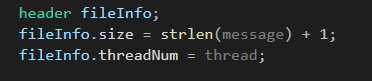 header fileInfo;
fileInfo.size = strlen(message) + 1;
fileInfo.threadNum = thread;